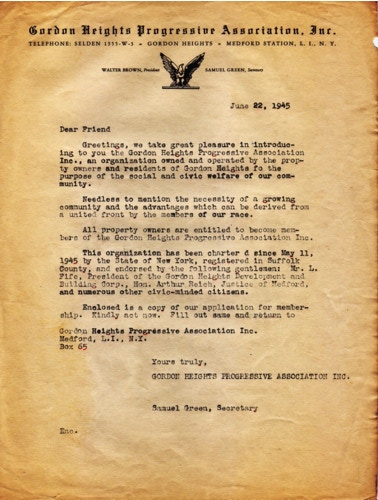 Gordon Heights Progressive Association, Inc.
TELEPHONE: SELDEN 1355-W-3 • GORDON HEIGHTS • MEDFORD STATION, L. I., N. Y.
WALTER BROWN, President SAMUEL GREEN, Secretary
June 22, 1945
Dear Friend
Greetings, we take great pleasure in introduc-
ing to you the Gordon Heights Progressive Association
Inc., an organization owned and operated by the prop-
ty owners and residents of Gordon Heights fo the
purpose of the social and civic welfare of our com-
munity.
Needless to mention the necessity of a growing
community and the advantages which can be derived from
a united front by the members of our race.
All property owners are entitled to become mem-
bers of the Gordon Heights Progressive Association Inc.
This organization has been charter d since May 11,
1945 by the State of New York, registered in Suffolk
County, and endorsed by the following gentlemen: Mr. L.
Fife, President of the Gordon Heights Development and
Building Corp., Hon. Arthur Reich, Justice of Medford,
and numerous other civic-minded citizens.
Enclosed is a copy of our application for member-
ship. Kindly act now. Fill out same and return to
Gordon Heights Progressive Association Inc.
Medford, L.I., N.Y.
Box 65
Yours truly,
GORDON HEIGHTS PROGRESSIVE ASSOCIATION INC.
Samuel Green, Secretary
Enc.